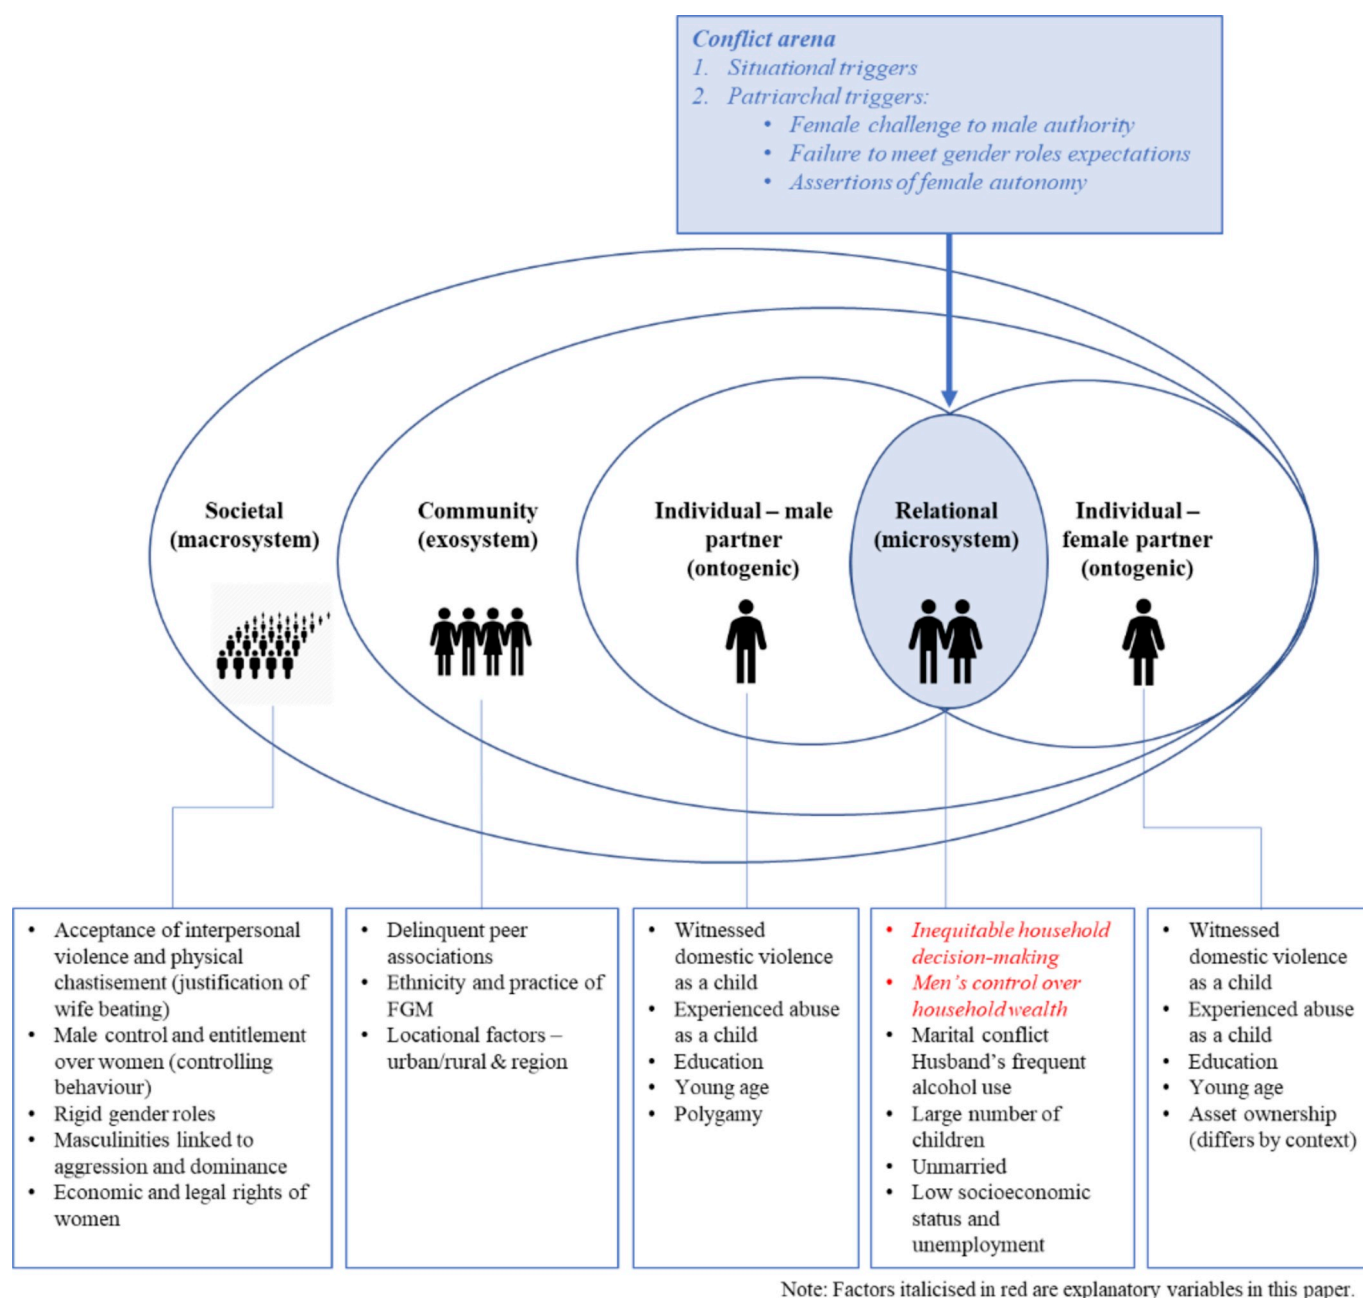 Conflict arena
1. Situational triggers
2. Patriarchal triggers:
• Female challenge to male authority
• Failure to meet gender roles expectations
• Assertions of female autonomy
Societal
(macrosystem)
Community
(exosystem)
Individual – male
partner
(ontogenic)
Relational
(microsystem)
Individual –
female partner
(ontogenic)
• Acceptance of interpersonal
violence and physical
chastisement (justification of
wife beating)
• Male control and entitlement
over women (controlling
behaviour)
• Rigid gender roles
• Masculinities linked to
aggression and dominance
• Economic and legal rights of
women
• Delinquent peer
associations
• Ethnicity and practice of
FGM
• Locational factors –
urban/rural & region
• Witnessed
domestic violence
as a child
• Experienced abuse
as a child
• Education
• Young age
• Polygamy
• Inequitable household
decision-making
• Men's control over
household wealth
• Marital conflict
Husband's frequent
alcohol use
• Large number of
children
• Unmarried
• Low socioeconomic
status and
unemployment
• Witnessed
domestic violence
as a child
• Experienced abuse
as a child
• Education
• Young age
• Asset ownership
(differs by context)
Note: Factors italicised in red are explanatory variables in this paper.